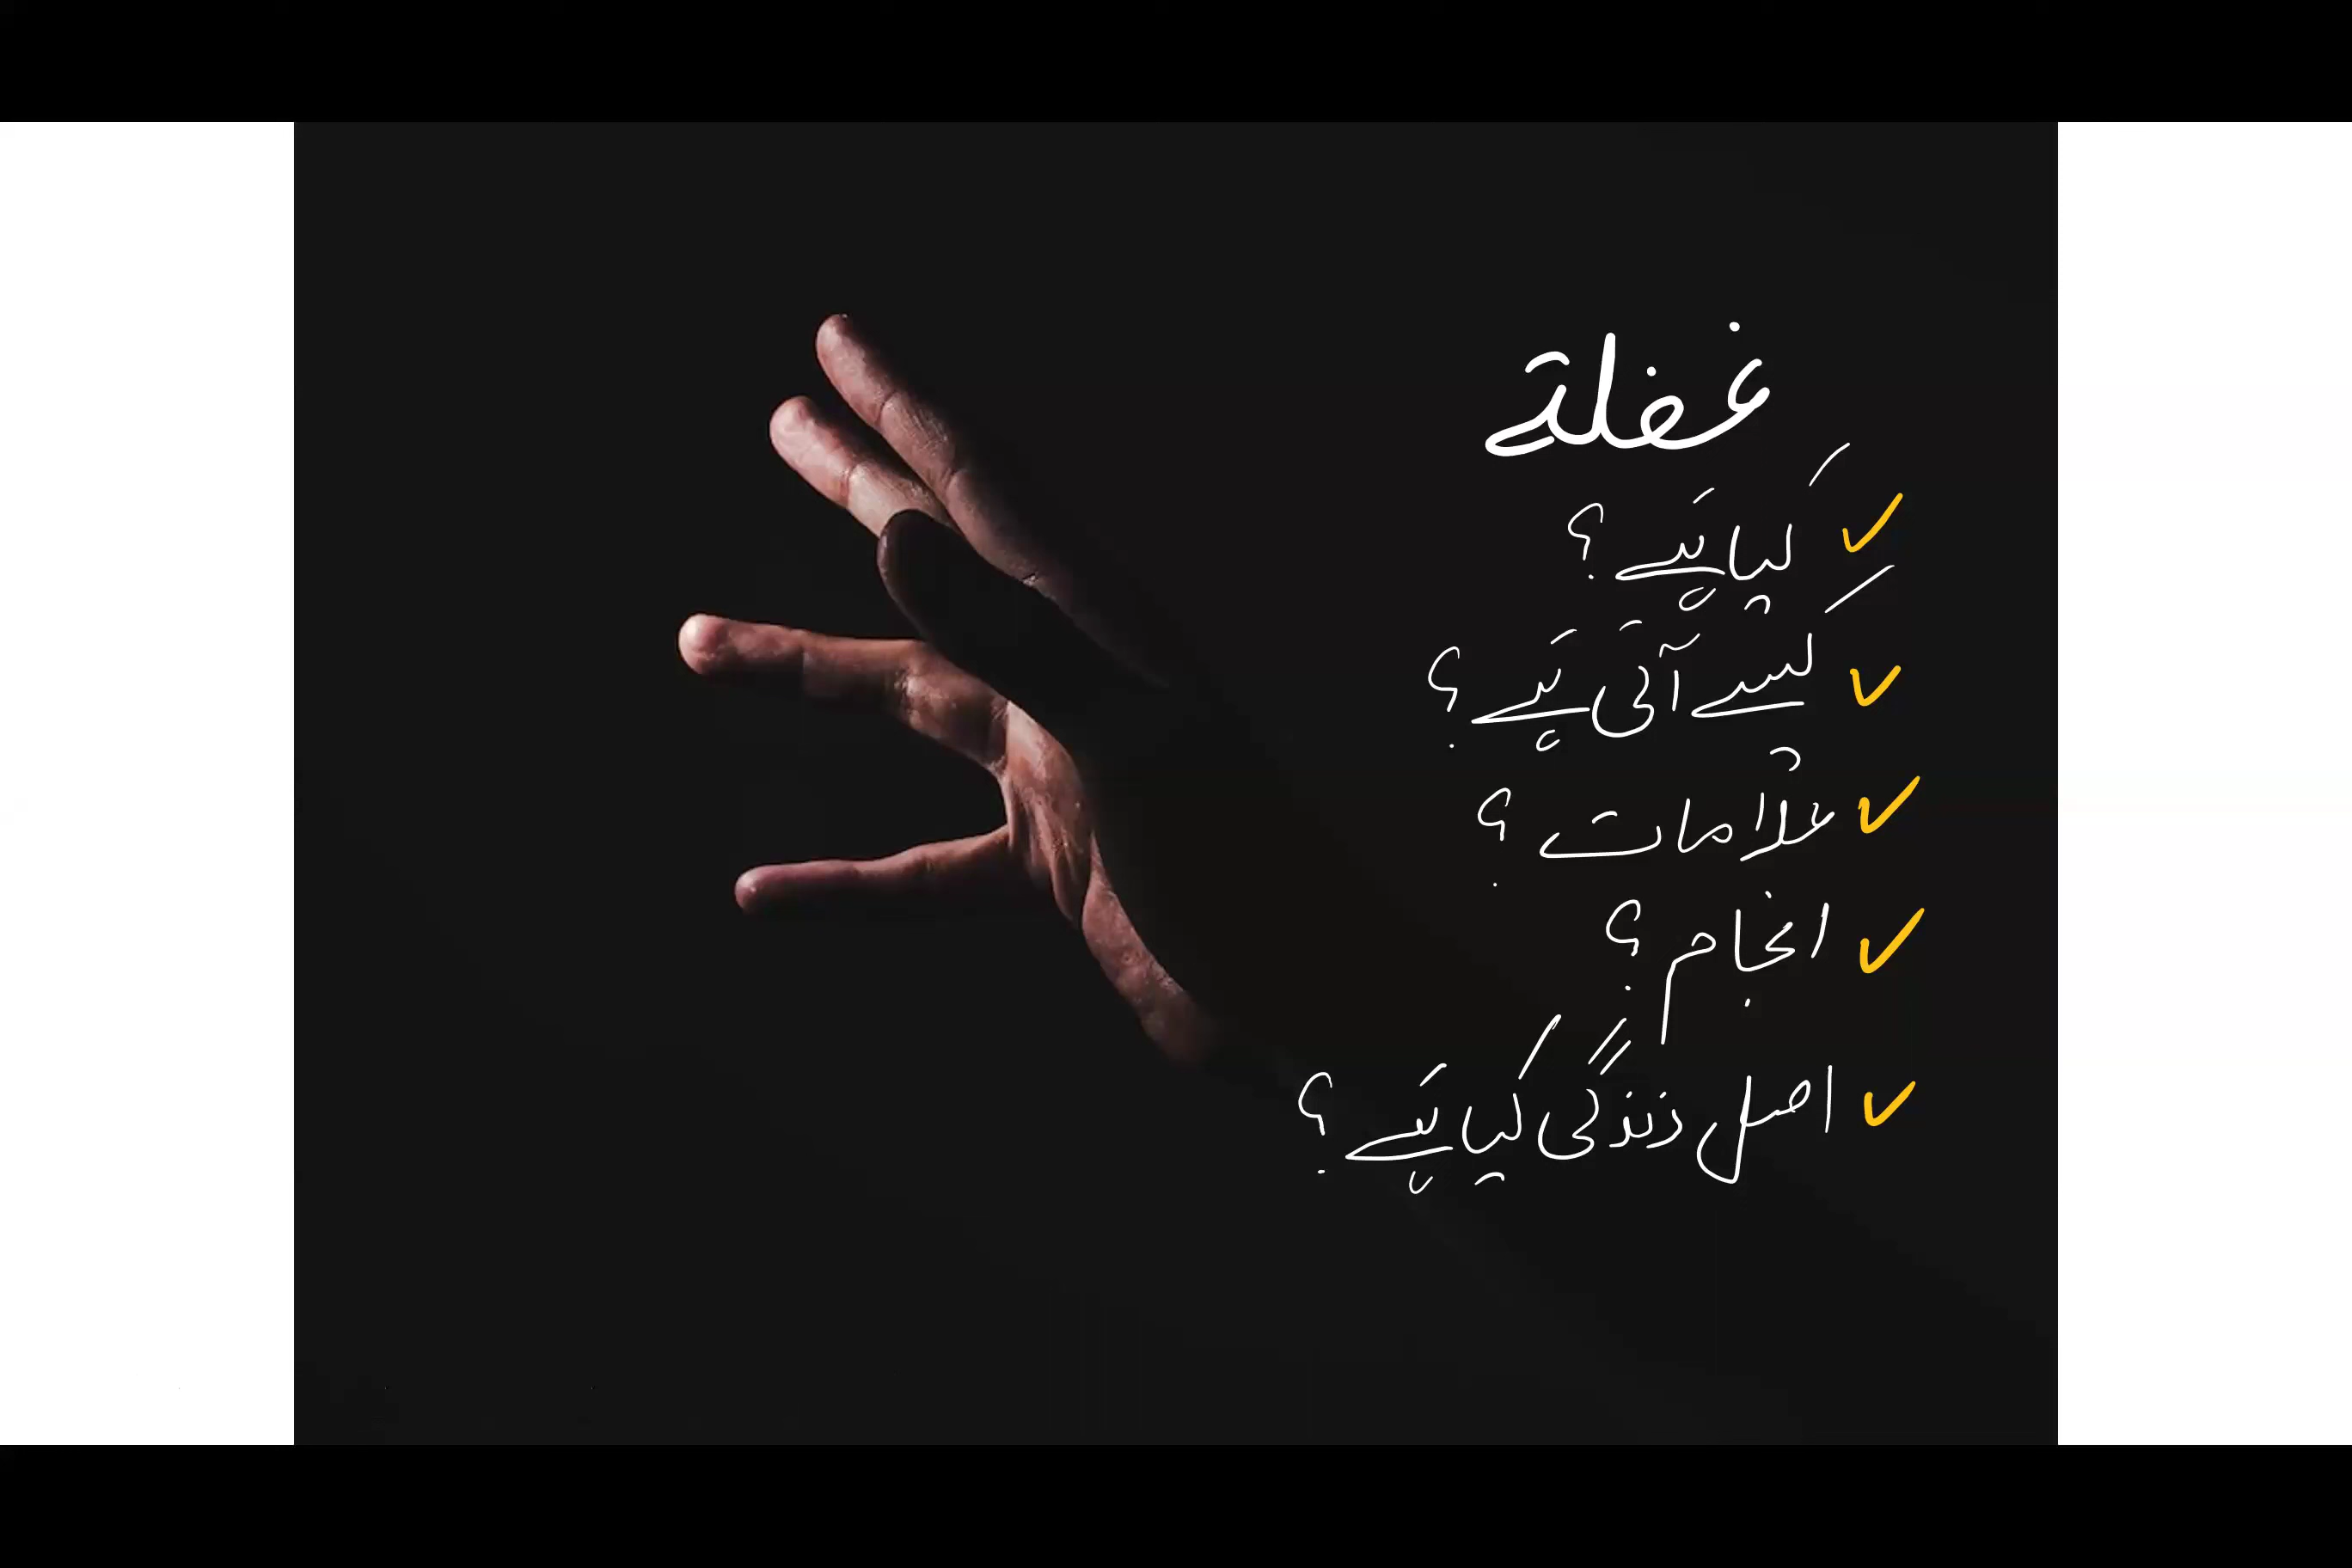 غفلت
کیا ہے؟
کیسے آتی ہے؟
علامات؟
انجام؟
اصل زندگی کیا ہے؟